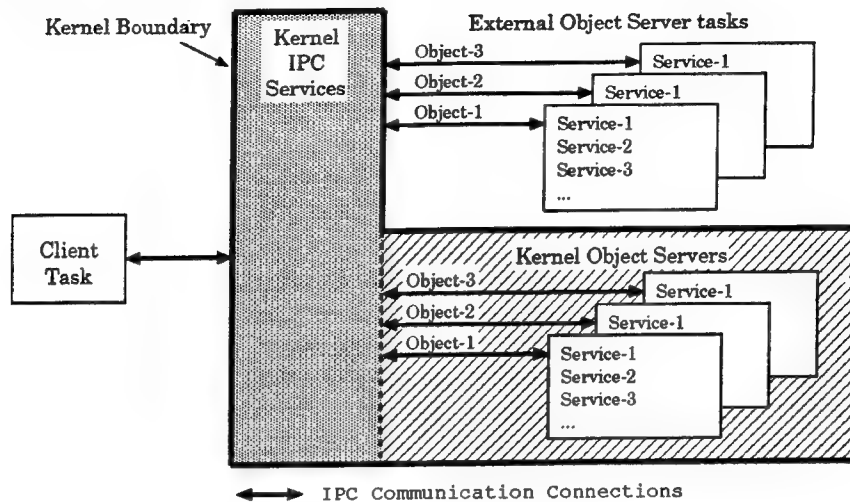 Kernel Boundary
Kernel
IPC
Services
External Object Server tasks
Object-3
Object-2
Object-1
Service-1
Service-1
Service-1
Service-2
Service-3
...
Client
Task
Kernel Object Servers
Object-3
Object-2
Object-1
Service-1
Service-1
Service-1
Service-2
Service-3
...
IPC Communication Connections